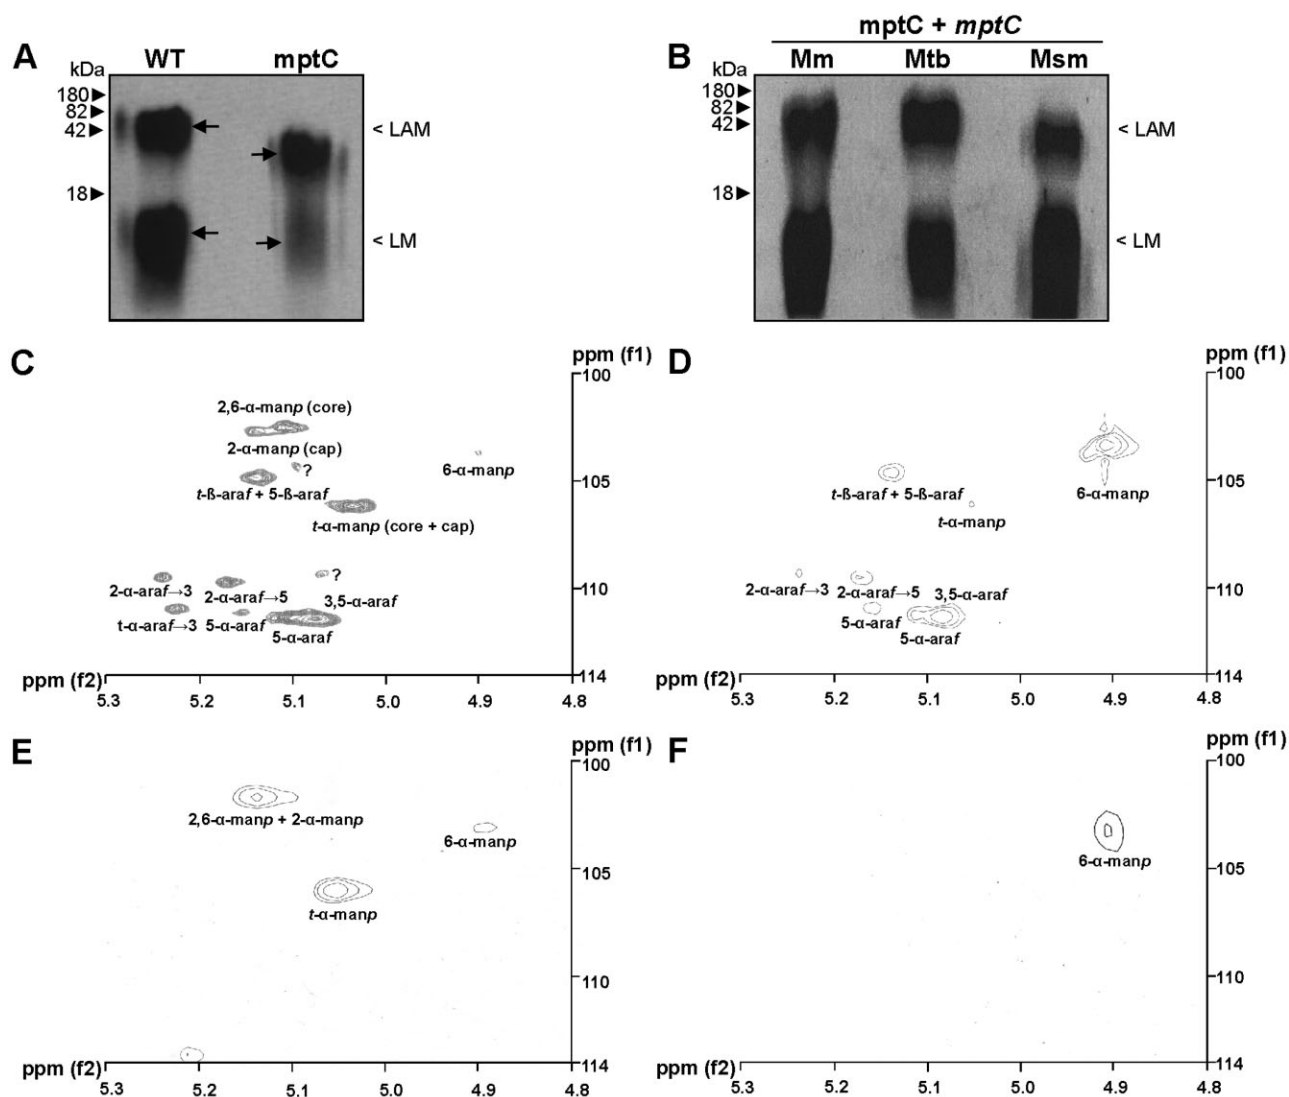 A
kDa
WT
mptC
180
82
42
18
< LAM
< LM
B
mptC + mptC
kDa
Mm
Mtb
Msm
180
82
42
18
< LAM
< LM
C
ppm (f1)
100
2,6-α-manp (core)
2-α-manp (cap)
?
6-α-manp
105
t-ß-araf + 5-ß-araf
t-α-manp (core + cap)
?
110
2-α-araf→3
2-α-araf→5
3,5-α-araf
t-α-araf→3
5-α-araf
5-α-araf
114
ppm (f2)
5.3
5.2
5.1
5.0
4.9
4.8
D
ppm (f1)
100
105
6-α-manp
t-ß-araf + 5-ß-araf
t-α-manp
110
2-α-araf→3
2-α-araf→5
3,5-α-araf
5-α-araf
5-α-araf
114
ppm (f2)
5.3
5.2
5.1
5.0
4.9
4.8
E
ppm (f1)
100
2,6-α-manp + 2-α-manp
6-α-manp
105
t-α-manp
110
114
ppm (f2)
5.3
5.2
5.1
5.0
4.9
4.8
F
ppm (f1)
100
6-α-manp
105
110
114
ppm (f2)
5.3
5.2
5.1
5.0
4.9
4.8